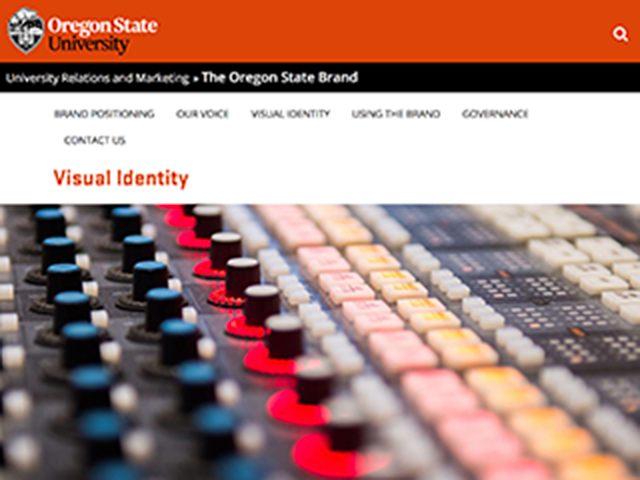 Oregon State
University
University Relations and Marketing » The Oregon State Brand
BRAND POSITIONING OUR VOICE VISUAL IDENTITY USING THE BRAND GOVERNANCE
CONTACT US
Visual Identity